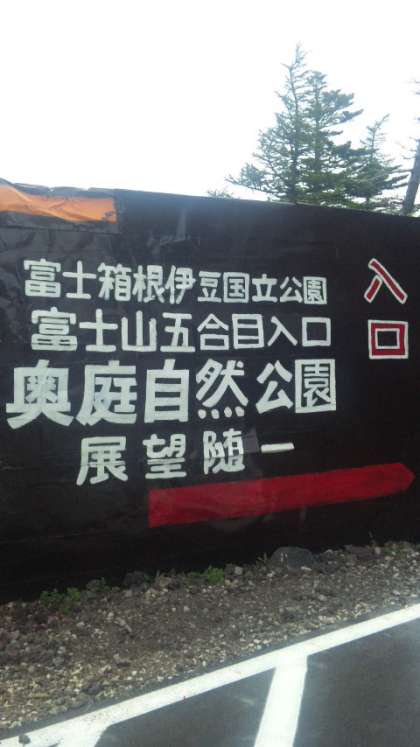 富士箱根伊豆国立公園
富士山五合目入口
奥庭自然公園
展望随一
入口